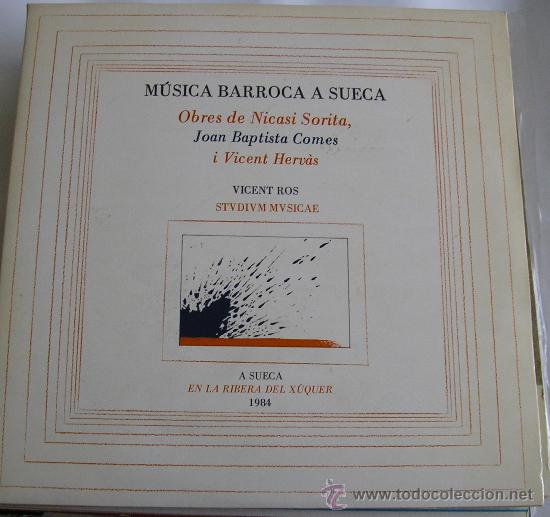 MÚSICA BARROCA A SUECA
Obres de Nicasi Sorita,
Joan Baptista Comes
i Vicent Hervàs
VICENT ROS
STVDIVM MVSICAE
A SUECA
EN LA RIBERA DEL XÚQUER
1984
todocoleccion
www.todocoleccion.net